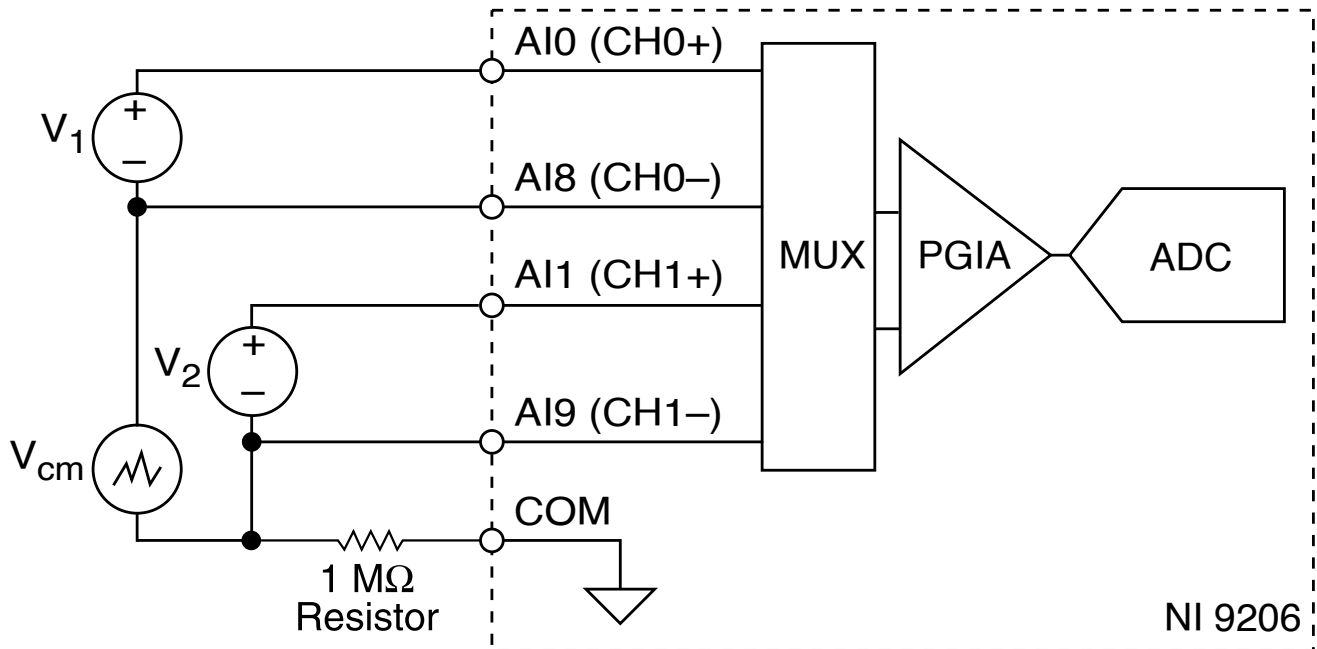 AI0 (CH0+)
+
V1
–
AI8 (CH0–)
AI1 (CH1+)
MUX
PGIA
ADC
+
V2
–
AI9 (CH1–)
Vcm
COM
1 MΩ
Resistor
NI 9206